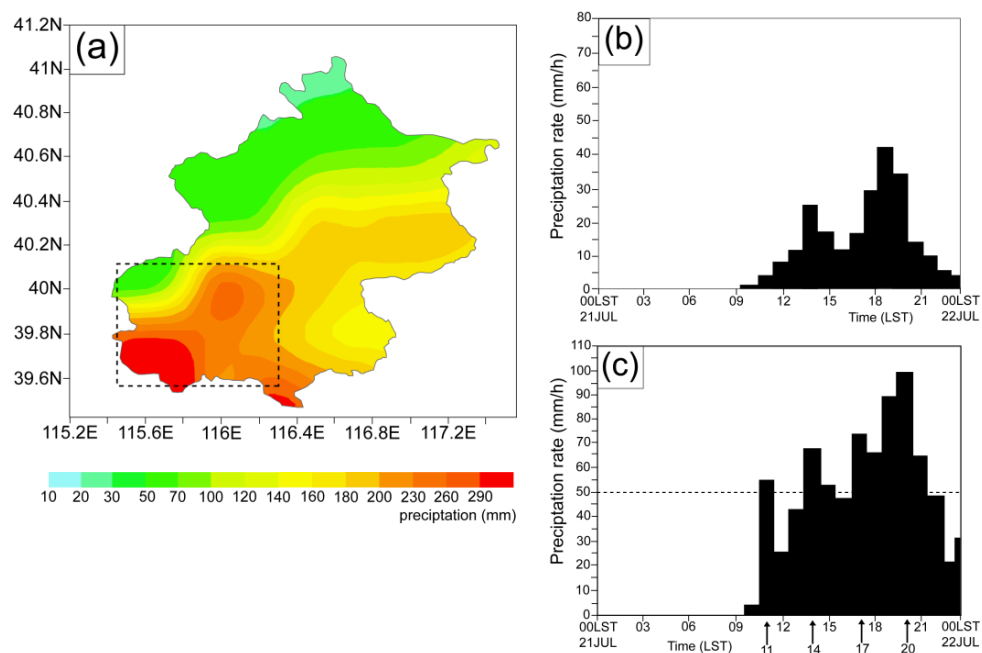 (a)
41.2N
41N
40.8N
40.6N
40.4N
40.2N
40N
39.8N
39.6N
115.2E 115.6E 116E 116.4E 116.8E 117.2E
10 20 30 50 70 100 120 140 160 180 200 230 260 290
preciptation (mm)
(b)
Preciptation rate (mm/h)
80
70
60
50
40
30
20
10
0
00LST 03 06 09 12 15 18 21 00LST
21JUL Time (LST) 22JUL
(c)
Preciptation rate (mm/h)
110
100
90
80
70
60
50
40
30
20
10
0
00LST 03 06 09 12 15 18 21 00LST
21JUL Time (LST) 11 14 17 20 22JUL